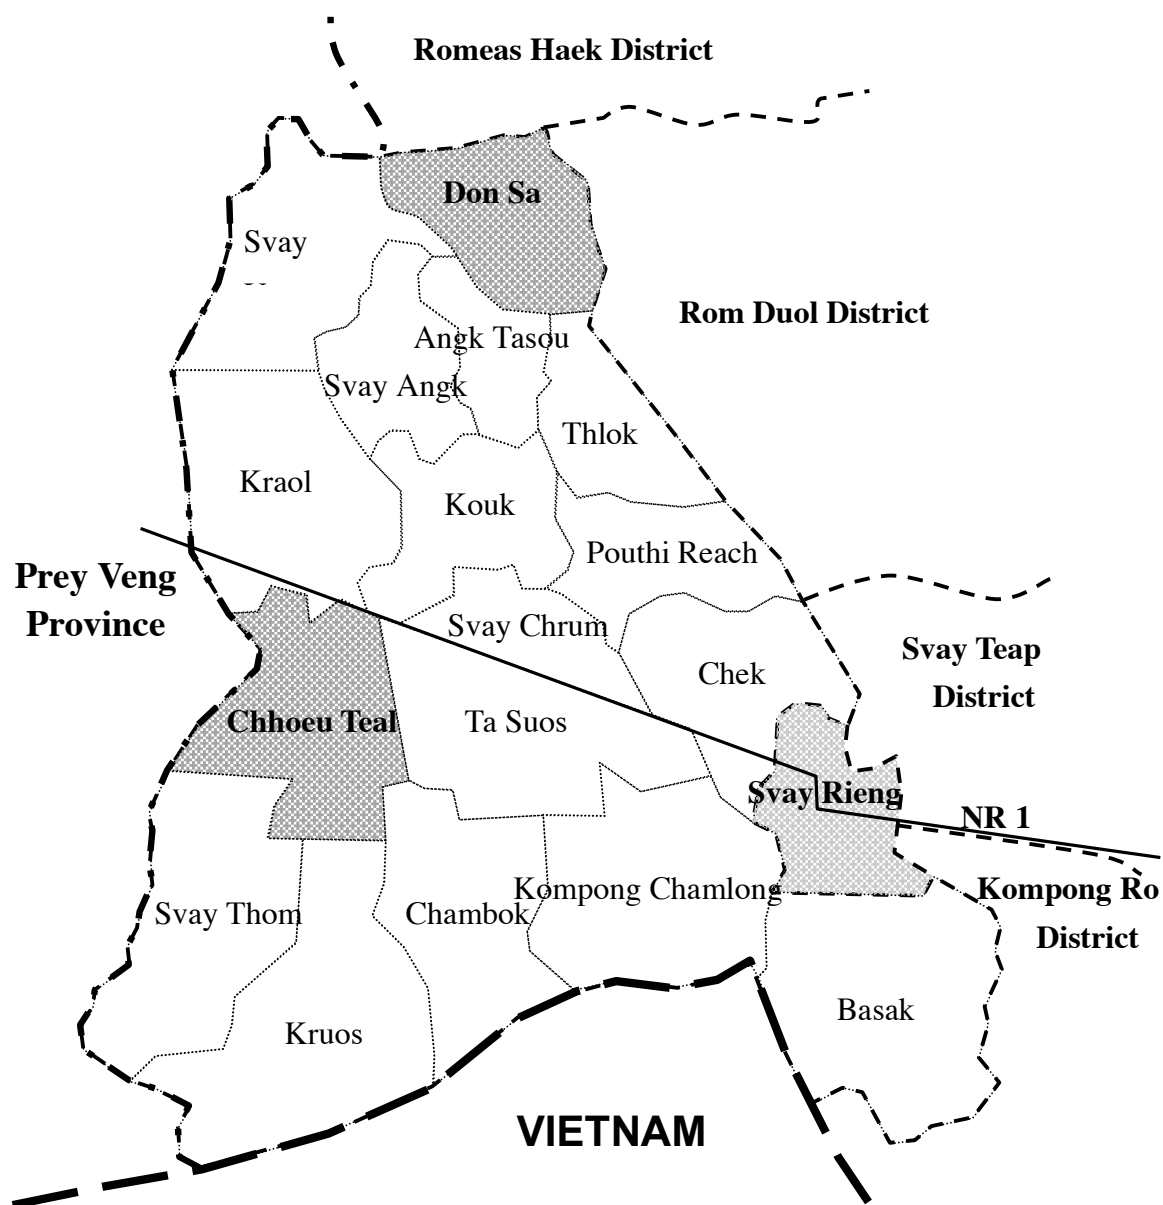 Romeas Haek District
Don Sa
Svay
Rom Duol District
Angk Tasou
Svay Angk
Thlok
Kraol
Kouk
Pouthi Reach
Prey Veng
Province
Svay Chrum
Svay Teap
District
Chek
Chhoeu Teal
Ta Suos
Svay Rieng
NR 1
Kompong Chamlong
Kompong Ro
District
Svay Thom
Chambok
Basak
Kruos
VIETNAM